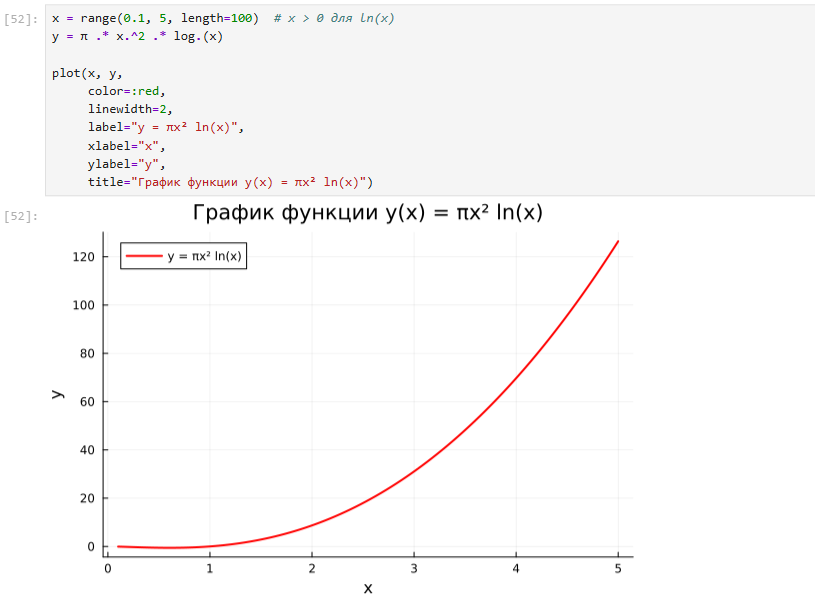 [52]: x = range(0.1, 5, length=100)  # x > 0 для ln(x)
y = π .* x.^2 .* log.(x)
plot(x, y,
color=:red,
linewidth=2,
label="y = πx² ln(x)",
xlabel="x",
ylabel="y",
title="График функции y(x) = πx² ln(x)")
[52]:
График функции y(x) = πx² ln(x)
y = πx² ln(x)
120
100
80
60
40
20
0
y
0 1 2 3 4 5
x